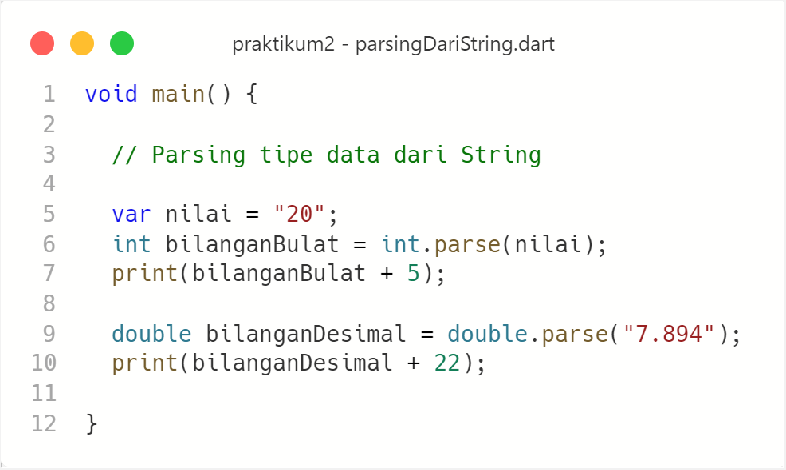 praktikum2 - parsingDariString.dart
1 void main() {
2
3   // Parsing tipe data dari String
4
5   var nilai = "20";
6   int bilanganBulat = int.parse(nilai);
7   print(bilanganBulat + 5);
8
9   double bilanganDesimal = double.parse("7.894");
10   print(bilanganDesimal + 22);
11
12 }